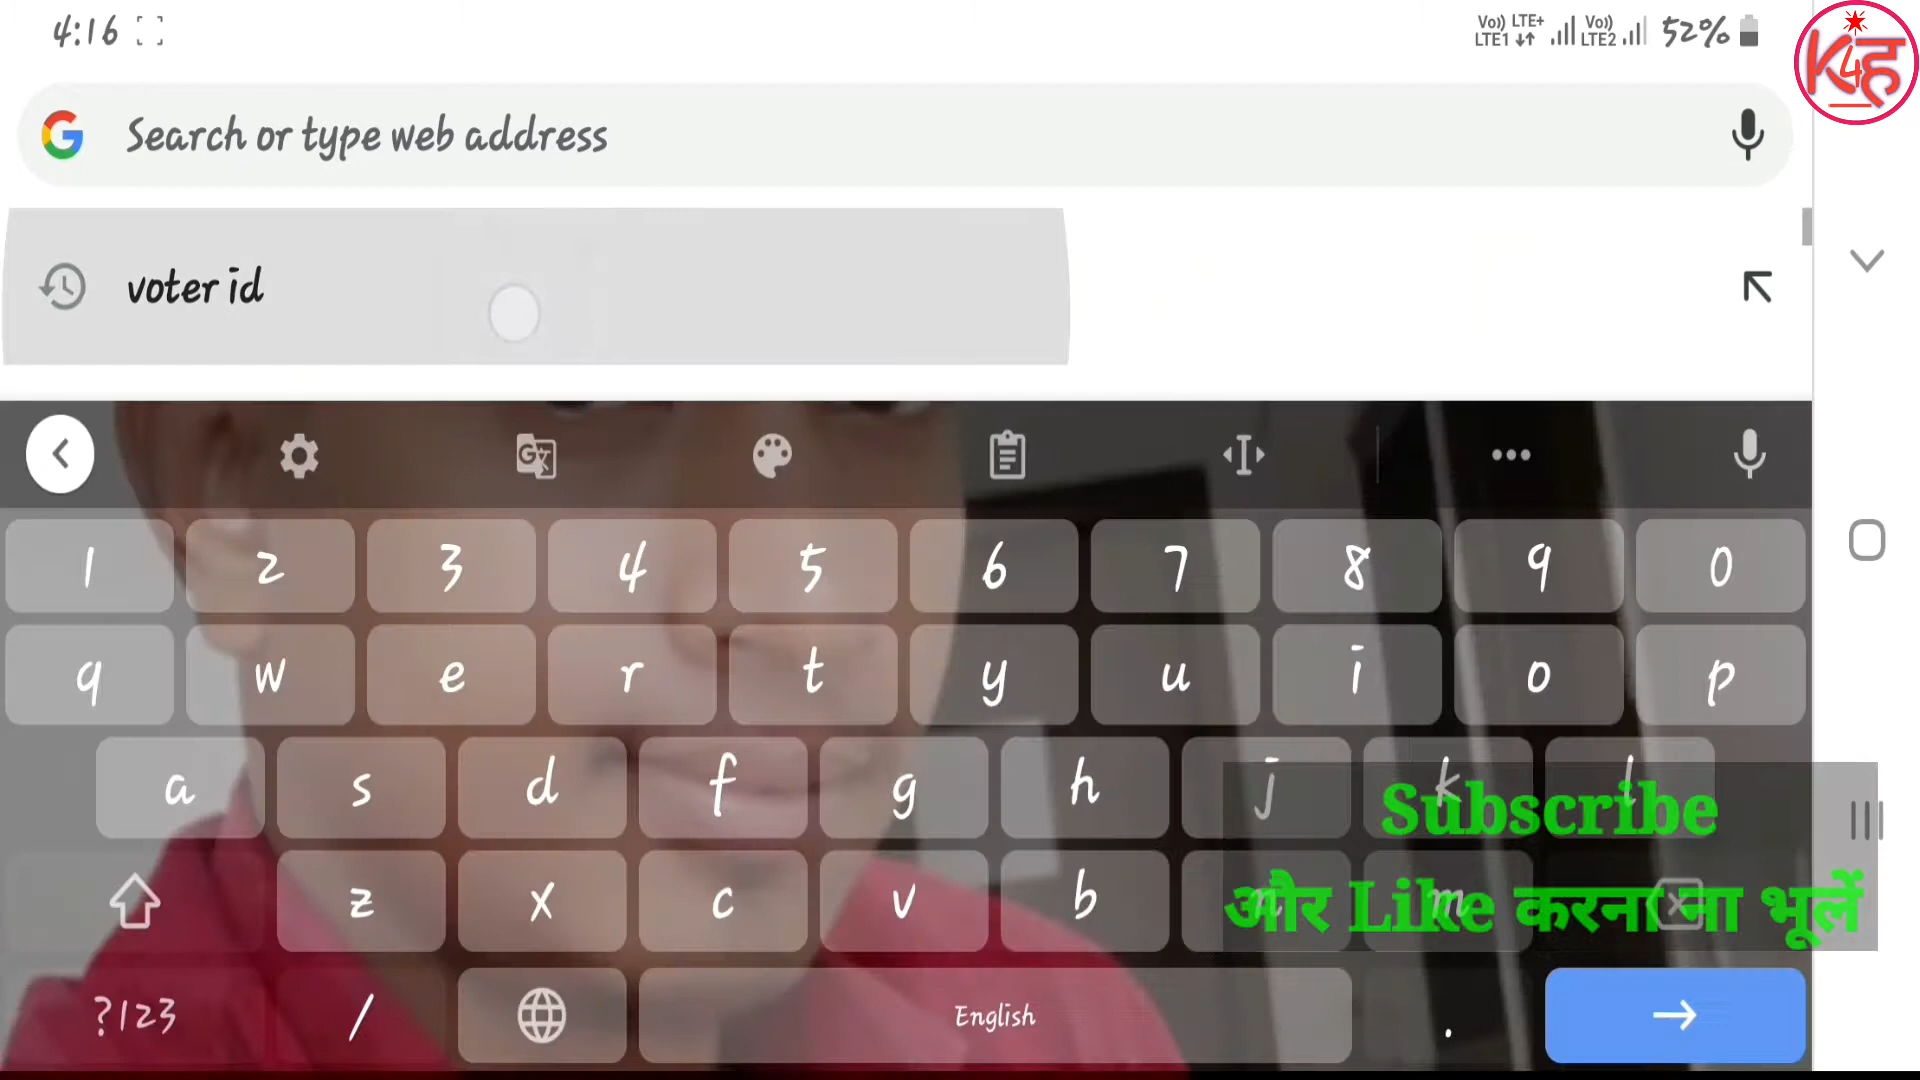 4:16
Vo)) LTE+ Vo)) 52%
LTE1 LTE2
K4ह
Search or type web address
voter id
1 2 3 4 5 6 7 8 9 0
q w e r t y u i o p
a s d f g h j k l
z x c v b n m
?123 / English .
Subscribe
और Like करना ना भूलें